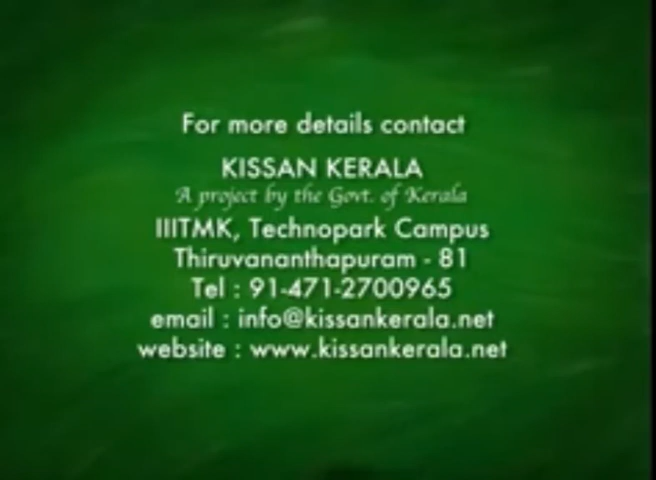 For more details contact
KISSAN KERALA
A project by the Govt. of Kerala
IIITMK, Technopark Campus
Thiruvananthapuram - 81
Tel : 91-471-2700965
email : info@kissankerala.net
website : www.kissankerala.net